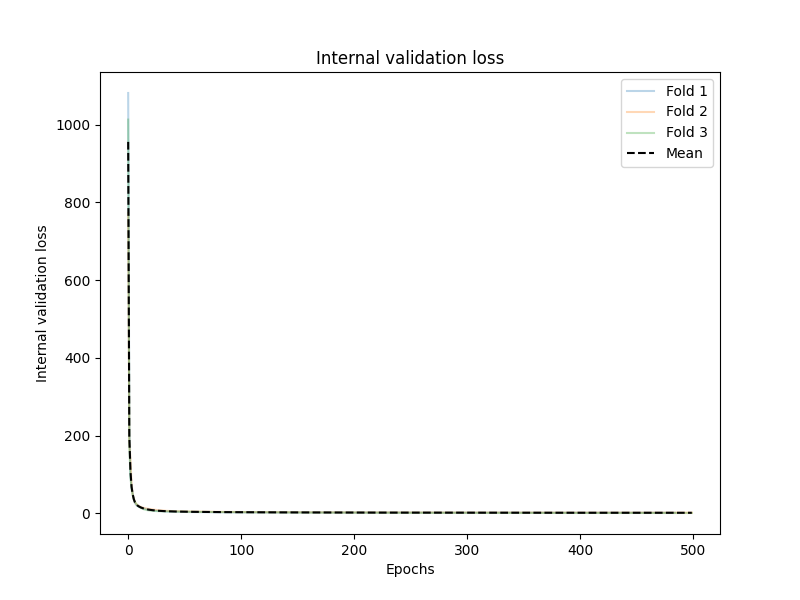 Internal validation loss
Fold 1
Fold 2
Fold 3
Mean
Internal validation loss
1000
800
600
400
200
0
0 100 200 300 400 500
Epochs